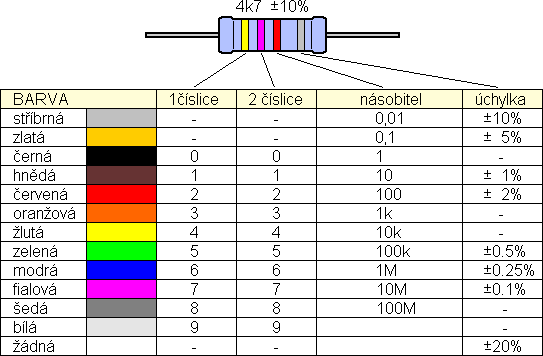 4k7 ±10%
BARVA 1číslice 2 číslice násobitel úchylka
stříbrná - - 0,01 ±10%
zlatá - - 0,1 ± 5%
černá 0 0 1 -
hnědá 1 1 10 ± 1%
červená 2 2 100 ± 2%
oranžová 3 3 1k -
žlutá 4 4 10k -
zelená 5 5 100k ±0.5%
modrá 6 6 1M ±0.25%
fialová 7 7 10M ±0.1%
šedá 8 8 100M -
bílá 9 9 -
žádná - - ±20%